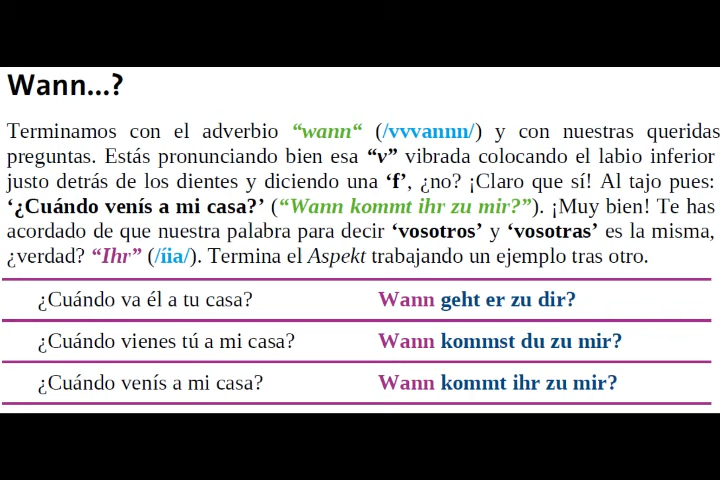 Wann...?
Terminamos con el adverbio “wann“ (/vvvannn/) y con nuestras queridas
preguntas. Estás pronunciando bien esa “v” vibrada colocando el labio inferior
justo detrás de los dientes y diciendo una ‘f’, ¿no? ¡Claro que sí! Al tajo pues:
‘¿Cuándo venís a mi casa?’ (“Wann kommt ihr zu mir?”). ¡Muy bien! Te has
acordado de que nuestra palabra para decir ‘vosotros’ y ‘vosotras’ es la misma,
¿verdad? “Ihr” (/íia/). Termina el Aspekt trabajando un ejemplo tras otro.
¿Cuándo va él a tu casa? Wann geht er zu dir?
¿Cuándo vienes tú a mi casa? Wann kommst du zu mir?
¿Cuándo venís a mi casa? Wann kommt ihr zu mir?